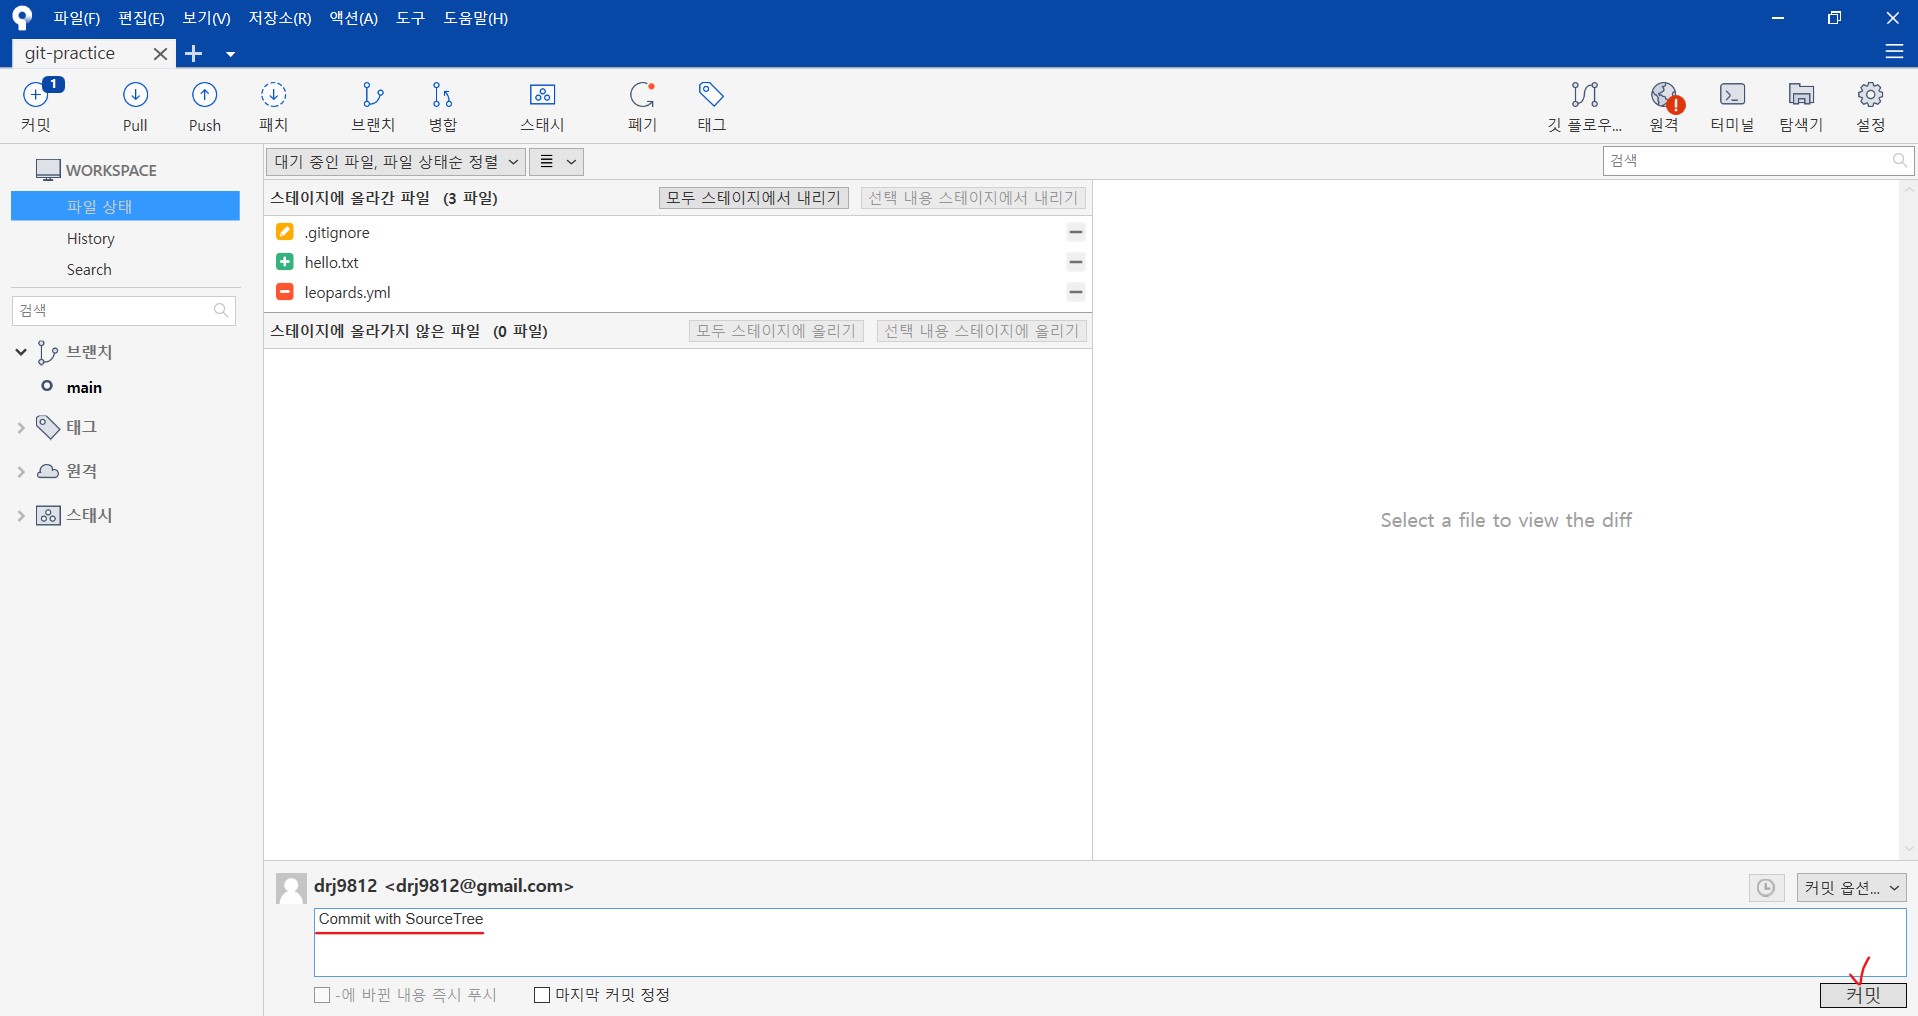 파일(F) 편집(E) 보기(V) 저장소(R) 액션(A) 도구 도움말(H)
git-practice
1
커밋 Pull Push 패치 브랜치 병합 스태시 폐기 태그 깃 플로우... 원격 터미널 탐색기 설정
WORKSPACE
파일 상태
History
Search
검색
브랜치
main
태그
원격
스태시
대기 중인 파일, 파일 상태순 정렬
검색
스테이지에 올라간 파일 (3 파일) 모두 스테이지에서 내리기 선택 내용 스테이지에서 내리기
.gitignore
hello.txt
leopards.yml
스테이지에 올라가지 않은 파일 (0 파일) 모두 스테이지에 올리기 선택 내용 스테이지에 올리기
Select a file to view the diff
drj9812 <drj9812@gmail.com>
커밋 옵션...
Commit with SourceTree
-에 바뀐 내용 즉시 푸시 마지막 커밋 정정
커밋